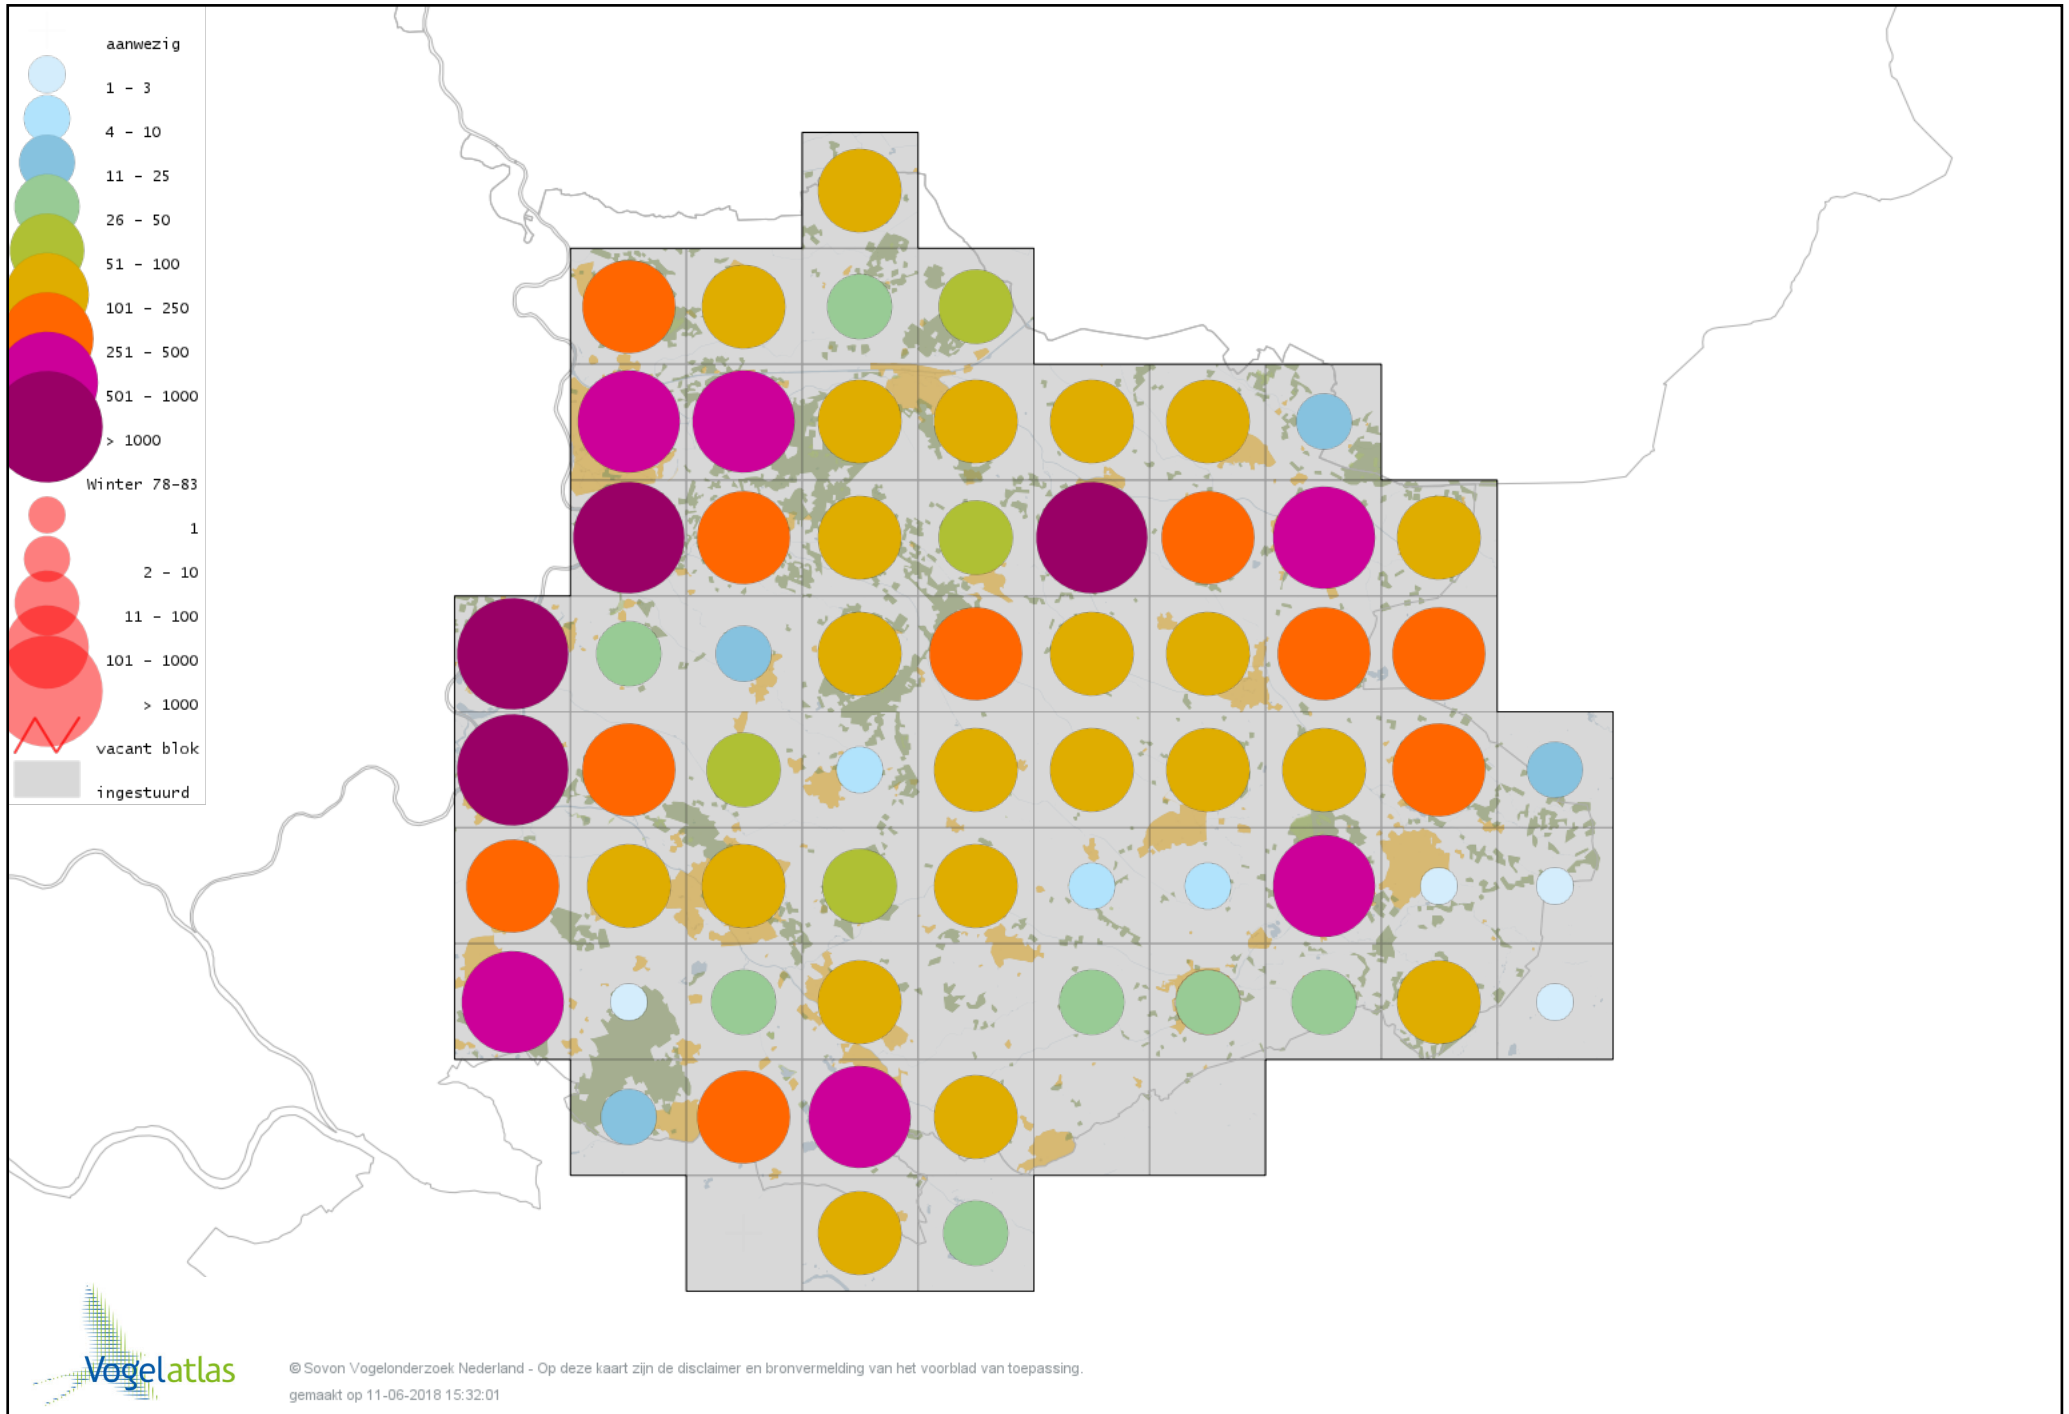 aanwezig
1 – 3
4 – 10
11 – 25
26 – 50
51 – 100
101 – 250
251 – 500
501 – 1000
> 1000
Winter 78-83
1
2 – 10
11 – 100
101 – 1000
> 1000
vacant blok
ingestuurd
Vogelatlas
© Sovon Vogelonderzoek Nederland - Op deze kaart zijn de disclaimer en bronvermelding van het voorblad van toepassing.
gemaakt op 11-06-2018 15:32:01